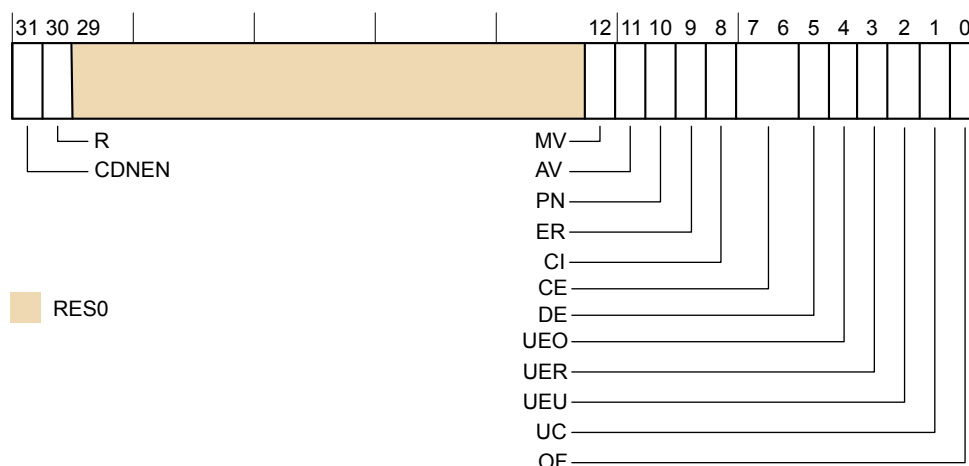 31 30 29 12 11 10 9 8 7 6 5 4 3 2 1 0
R MV
CDNEN AV
PN
ER
CI
CE
RES0
DE
UEO
UER
UEU
UC